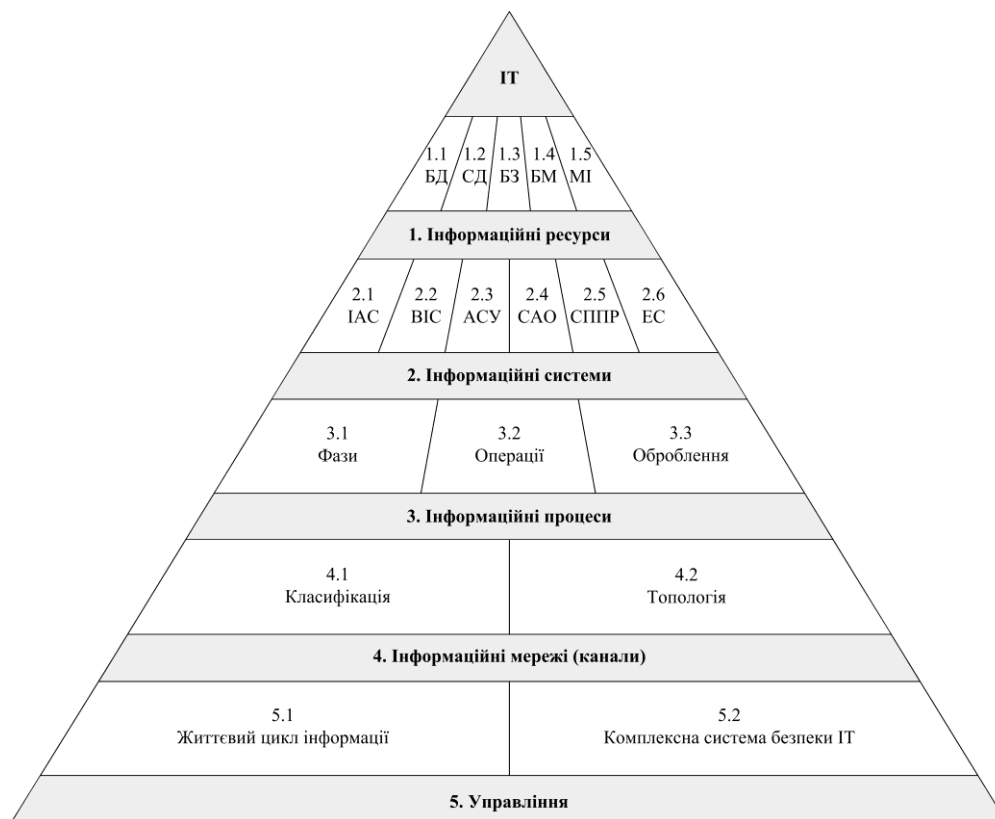 ІТ
1.1
БД
1.2
СД
1.3
БЗ
1.4
БМ
1.5
МІ
1. Інформаційні ресурси
2.1
ІАС
2.2
ВІС
2.3
АСУ
2.4
САО
2.5
СППР
2.6
ЕС
2. Інформаційні системи
3.1
Фази
3.2
Операції
3.3
Оброблення
3. Інформаційні процеси
4.1
Класифікація
4.2
Топологія
4. Інформаційні мережі (канали)
5.1
Життєвий цикл інформації
5.2
Комплексна система безпеки ІТ
5. Управління